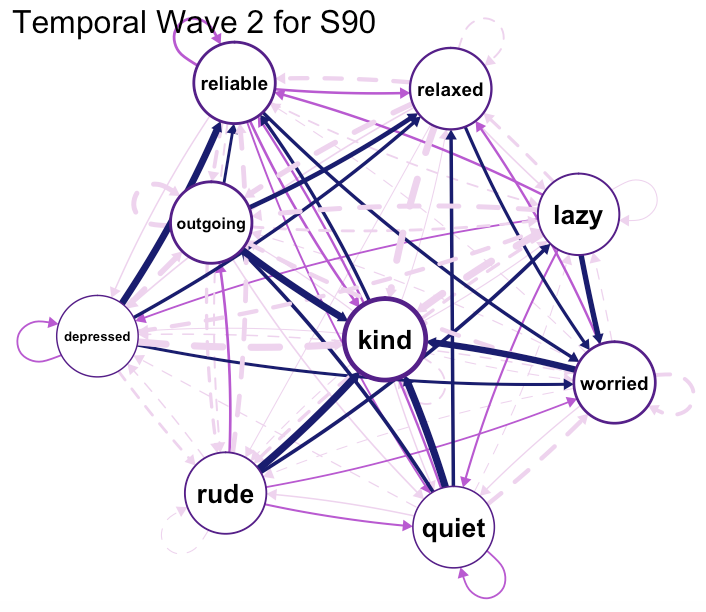 Temporal Wave 2 for S90
reliable
relaxed
lazy
outgoing
depressed
kind
worried
rude
quiet